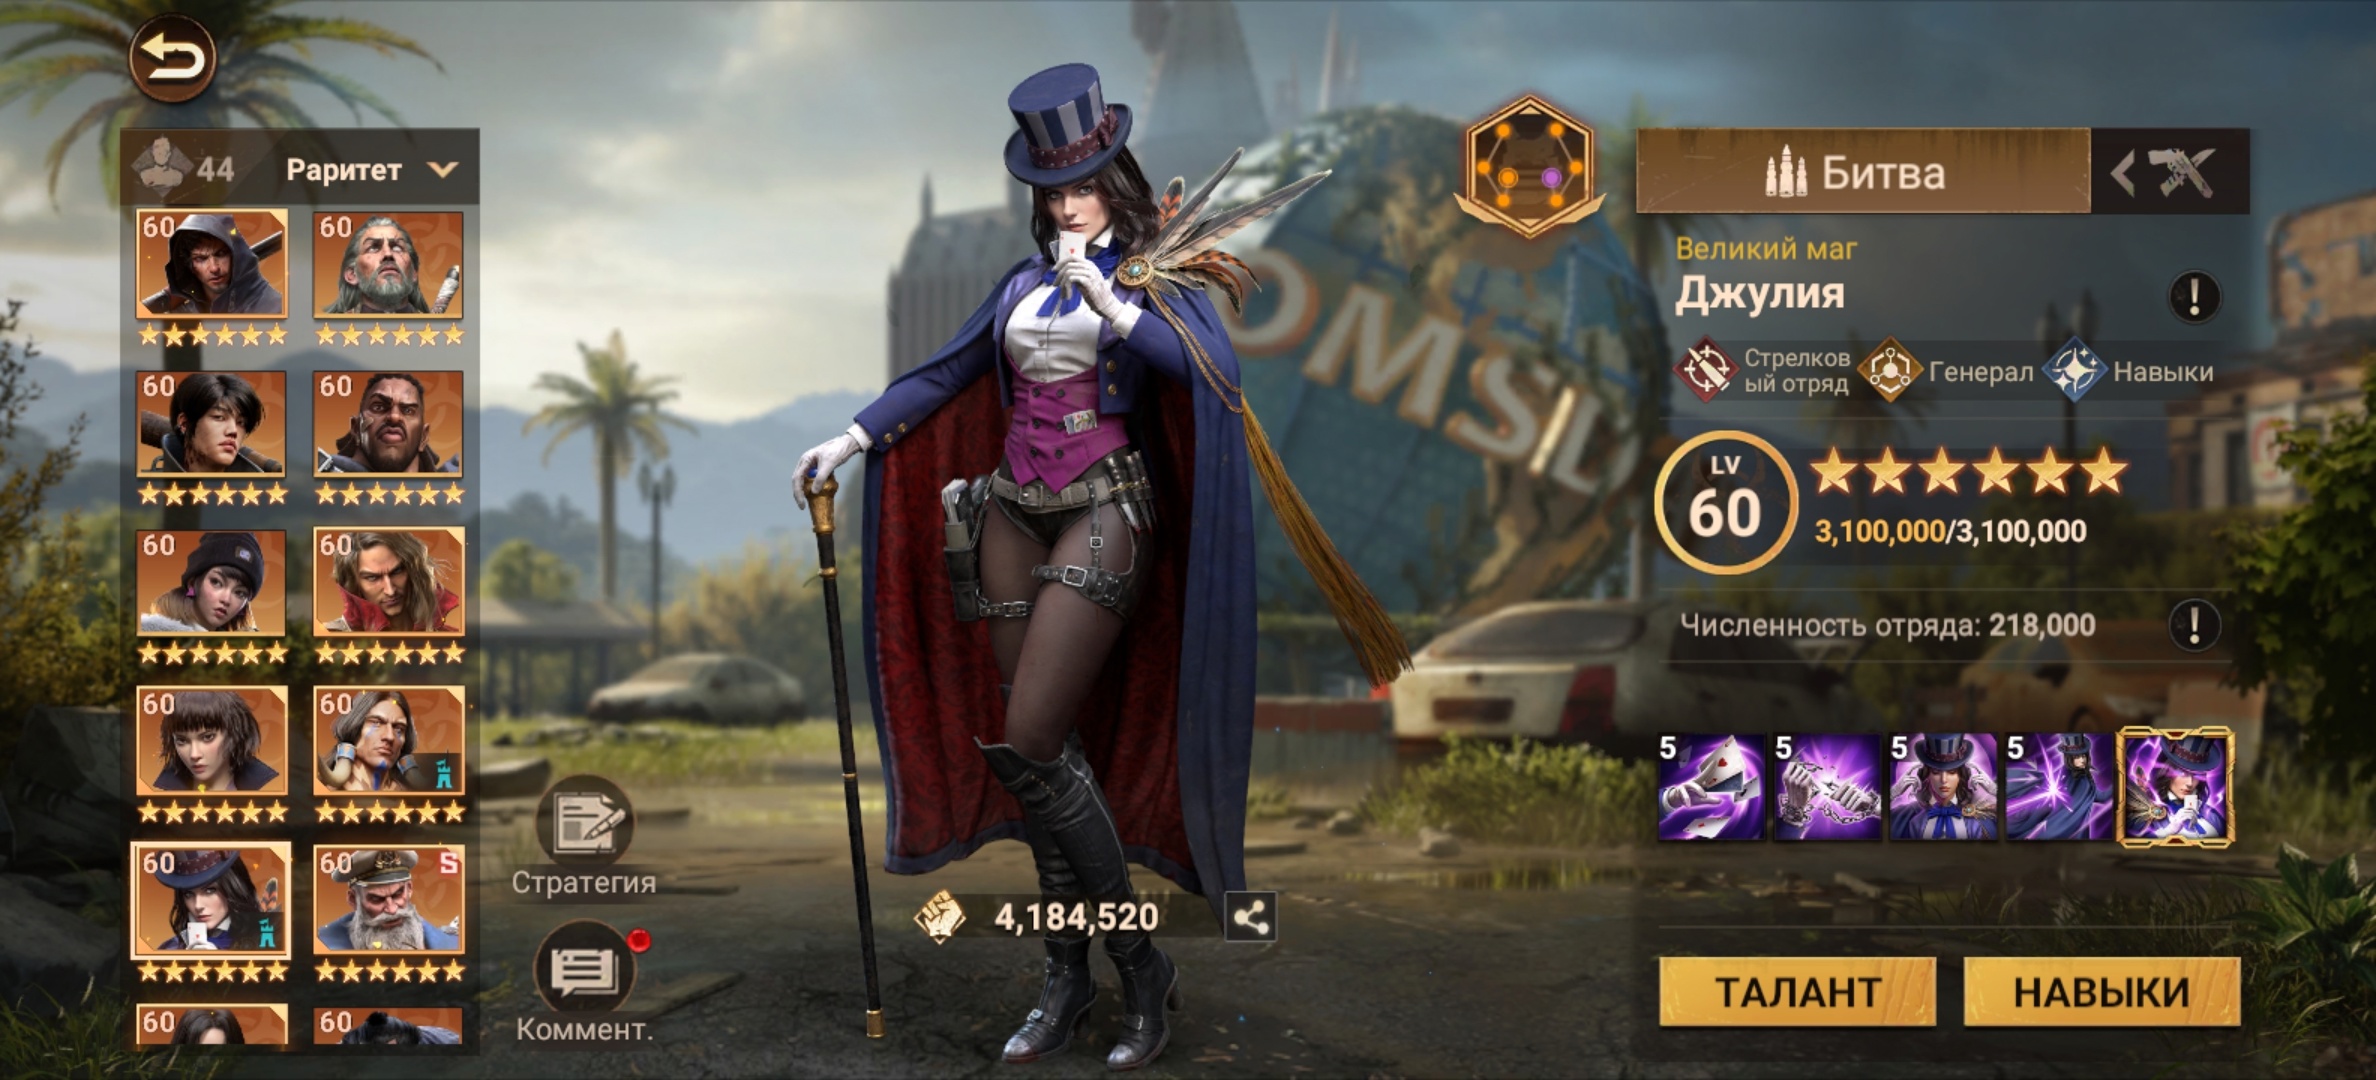 44
Раритет
60
60
60
60
60
60
60
60
60
60
S
60
60
Стратегия
Коммент.
OMSL
4,184,520
Битва
Великий маг
Джулия
Стрелков
ый отряд
Генерал
Навыки
LV
60
3,100,000/3,100,000
Численность отряда: 218,000
5
5
5
5
ТАЛАНТ
НАВЫКИ